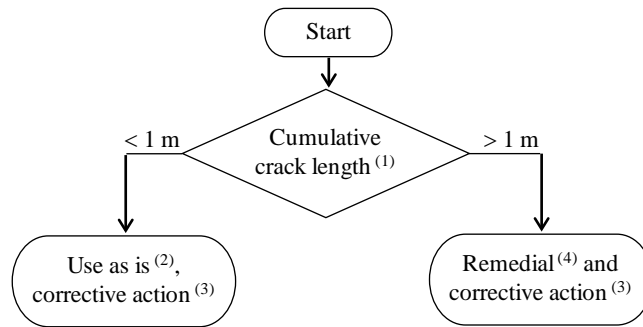 Start
< 1 m
> 1 m
Cumulative
crack length (1)
Use as is (2),
corrective action (3)
Remedial (4) and
corrective action (3)